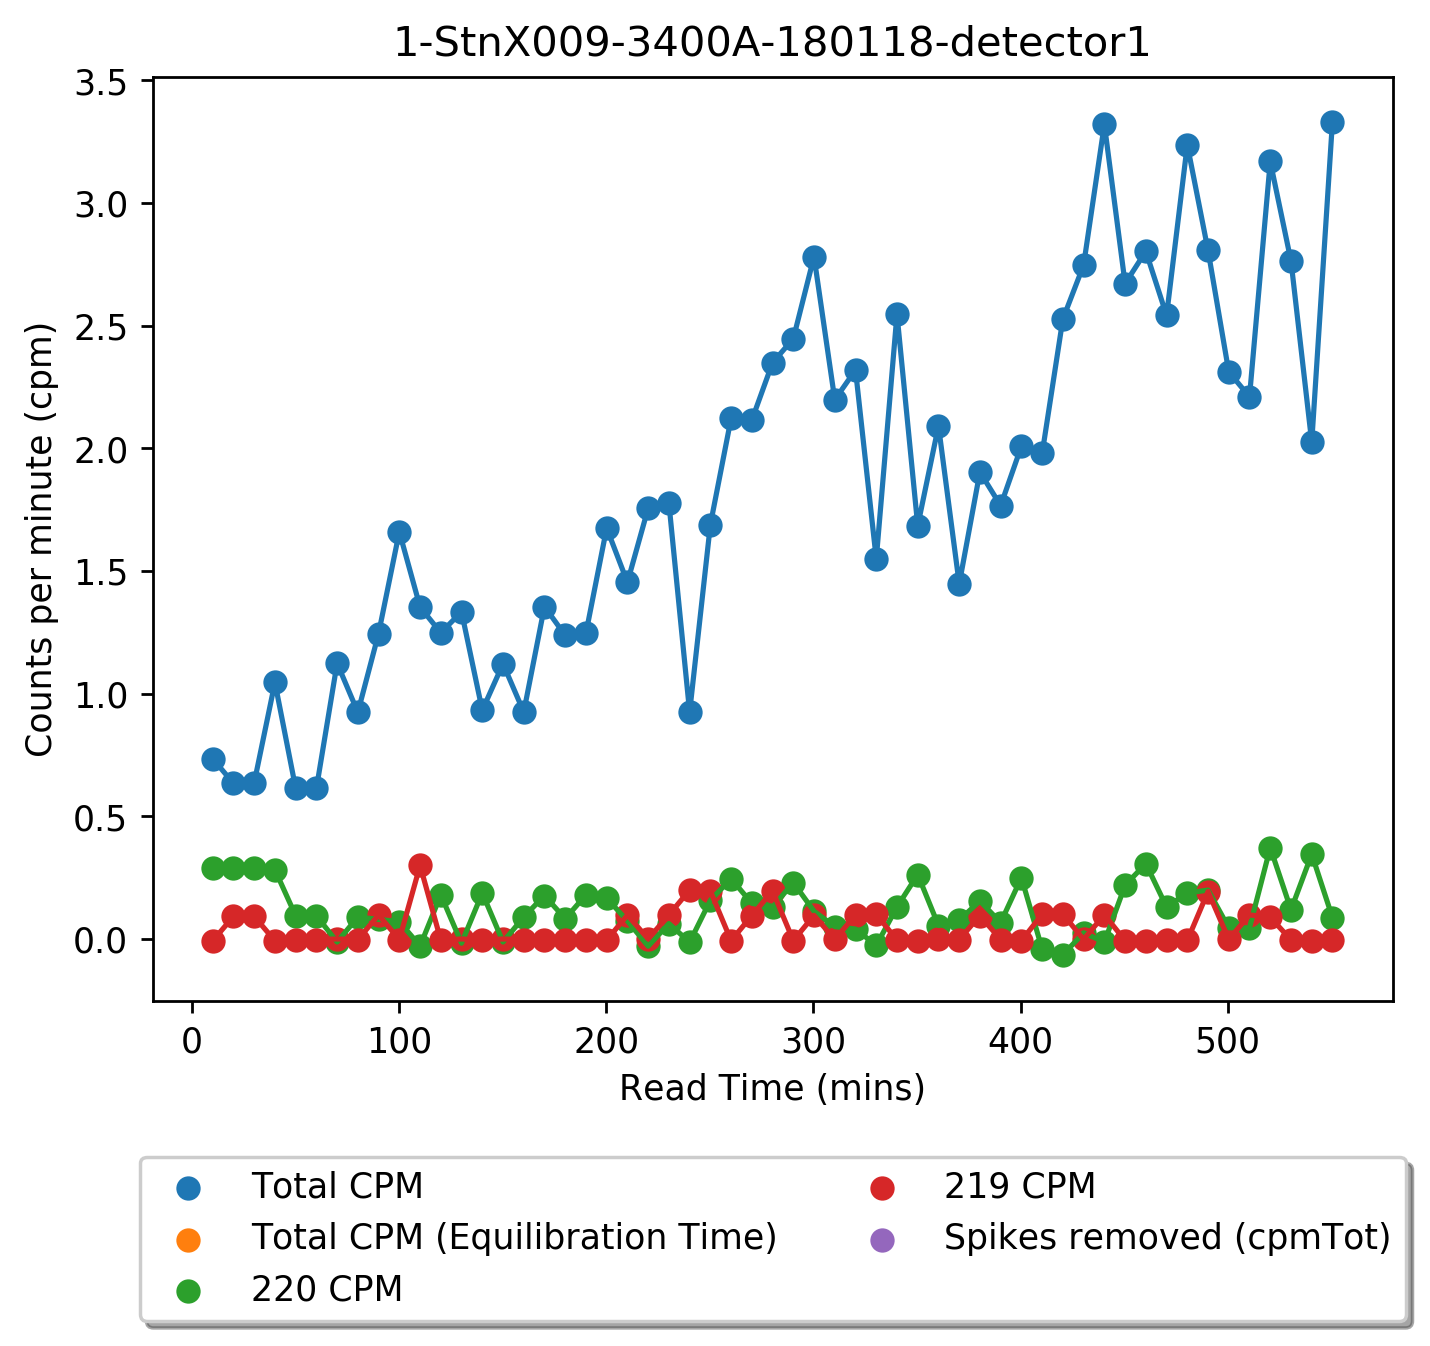 1-StnX009-3400A-180118-detector1
3.5
3.0
2.5
2.0
1.5
1.0
0.5
0.0
Counts per minute (cpm)
0 100 200 300 400 500
Read Time (mins)
Total CPM
Total CPM (Equilibration Time)
220 CPM
219 CPM
Spikes removed (cpmTot)